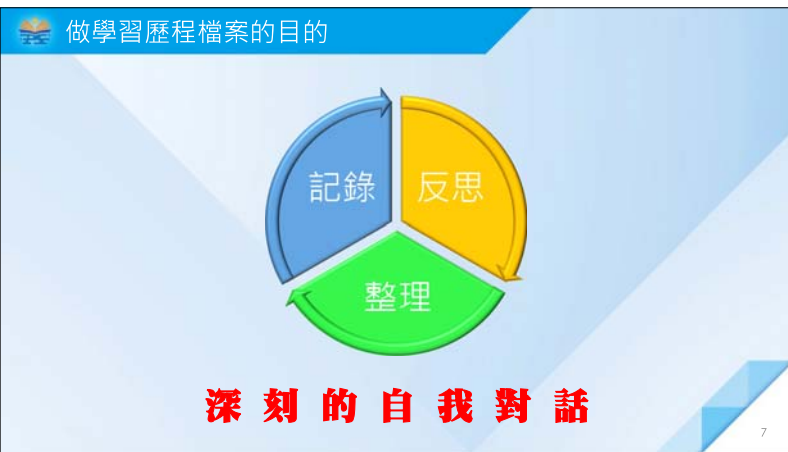 做學習歷程檔案的目的
記錄
反思
整理
深刻的自我對話
7